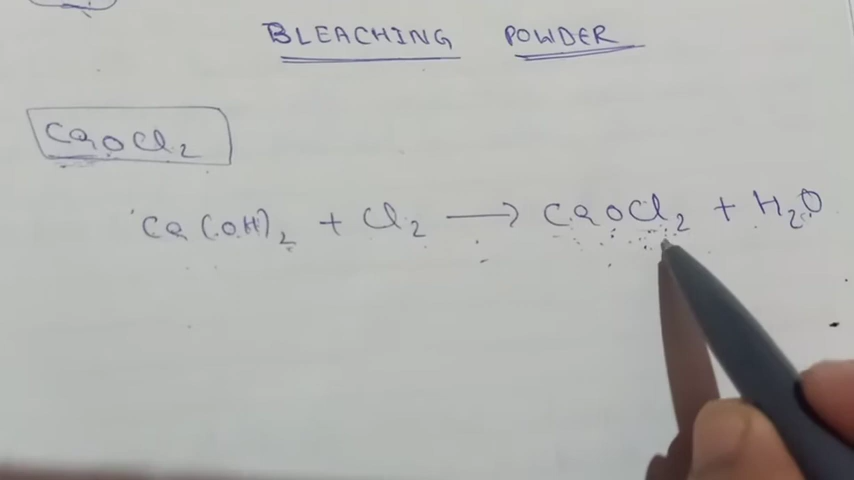 BLEACHING POWDER
CaOCl2
Ca(OH)2 + Cl2 → CaOCl2 + H2O